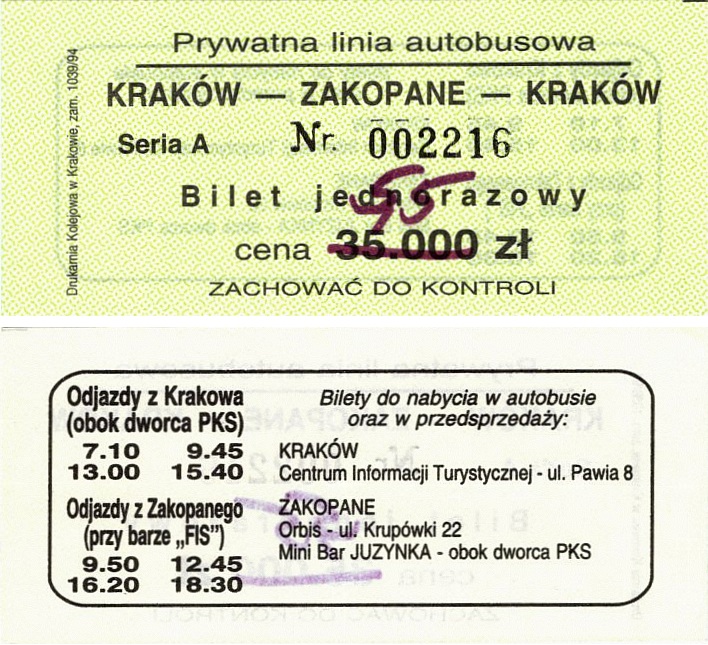 Prywatna linia autobusowa
KRAKÓW — ZAKOPANE — KRAKÓW
Seria A Nr. 002216
Bilet jednorazowy
cena 35.000 zł
ZACHOWAĆ DO KONTROLI
Drukarnia Kolejowa w Krakowie, zam. 1039/94
Odjazdy z Krakowa
(obok dworca PKS)
7.10 9.45
13.00 15.40
Odjazdy z Zakopanego
(przy barze „FIS”)
9.50 12.45
16.20 18.30
Bilety do nabycia w autobusie
oraz w przedsprzedaży:
KRAKÓW
Centrum Informacji Turystycznej - ul. Pawia 8
ZAKOPANE
Orbis - ul. Krupówki 22
Mini Bar JUZYNKA - obok dworca PKS